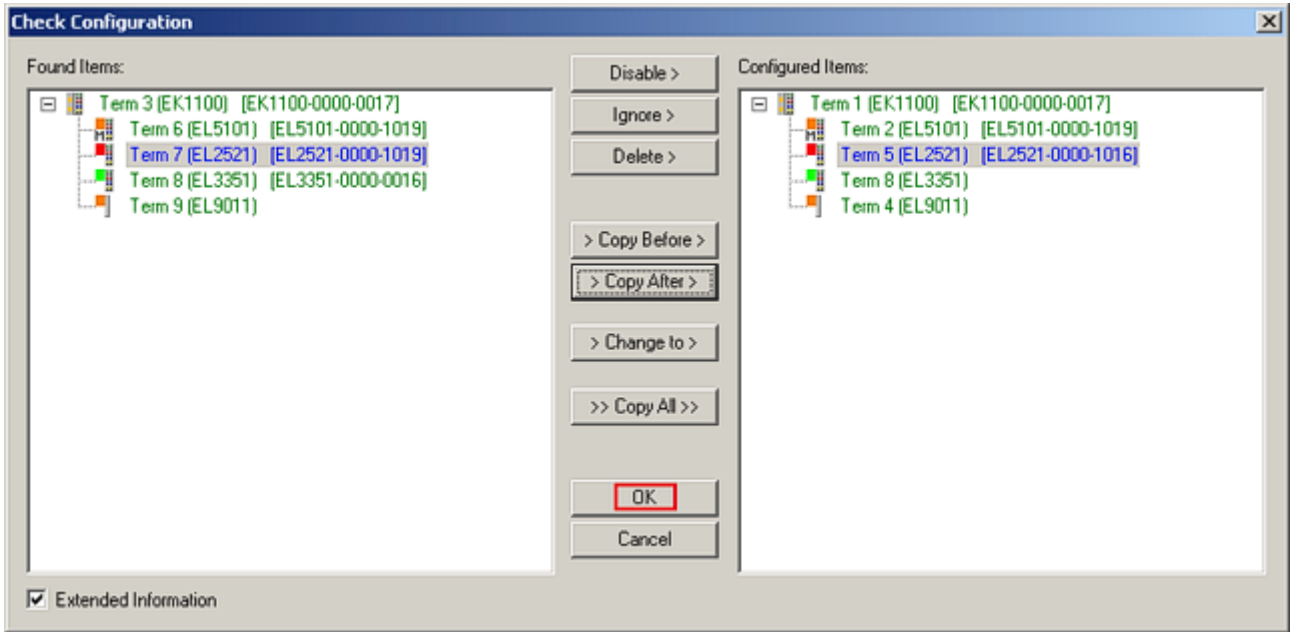 Check Configuration
Found Items:
Term 3 (EK1100) [EK1100-0000-0017]
Term 6 (EL5101) [EL5101-0000-1019]
Term 7 (EL2521) [EL2521-0000-1019]
Term 8 (EL3351) [EL3351-0000-0016]
Term 9 (EL9011)
Disable >
Ignore >
Delete >
> Copy Before >
> Copy After >
> Change to >
>> Copy All >>
OK
Cancel
Configured Items:
Term 1 (EK1100) [EK1100-0000-0017]
Term 2 (EL5101) [EL5101-0000-1019]
Term 5 (EL2521) [EL2521-0000-1016]
Term 8 (EL3351)
Term 4 (EL9011)
Extended Information